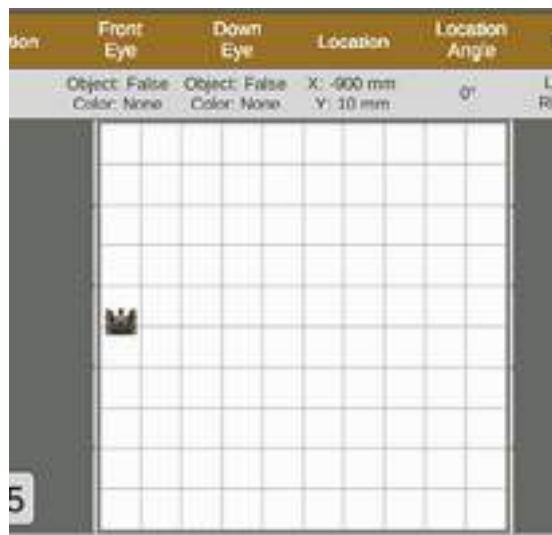 Front Eye
Down Eye
Location
Location Angle
Object: False
Color: None
Object: False
Color: None
X: -900 mm
Y: 10 mm
0°
5